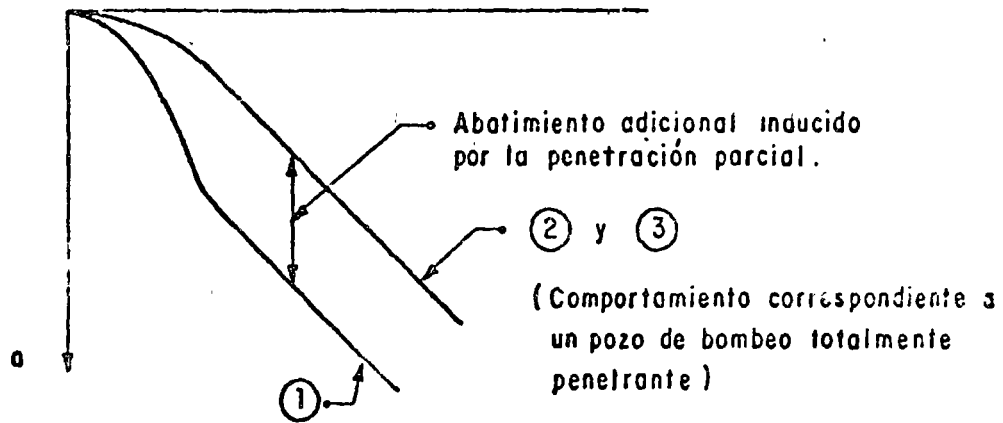 Abatimiento adicional inducido
por la penetración parcial.
2 y 3
(Comportamiento correspondiente a
un pozo de bombeo totalmente
penetrante)
a
1